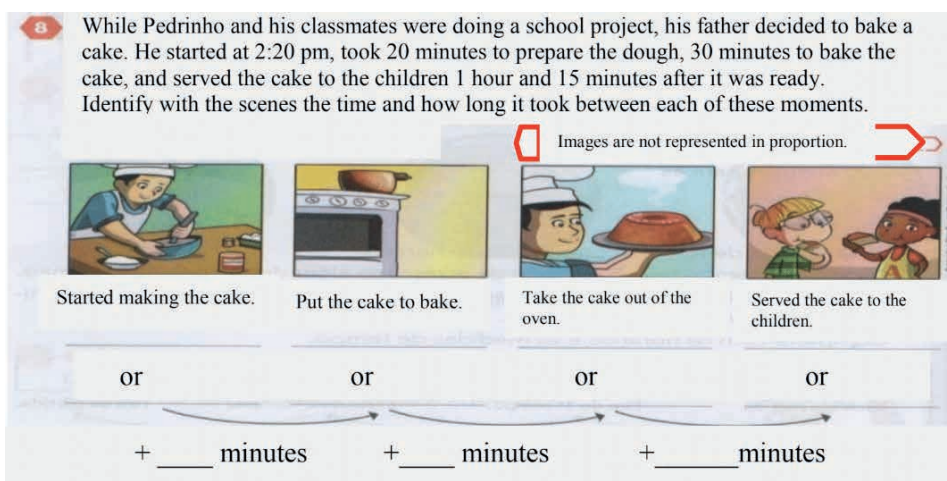 8 While Pedrinho and his classmates were doing a school project, his father decided to bake a
cake. He started at 2:20 pm, took 20 minutes to prepare the dough, 30 minutes to bake the
cake, and served the cake to the children 1 hour and 15 minutes after it was ready.
Identify with the scenes the time and how long it took between each of these moments.
Images are not represented in proportion.
Started making the cake.
Put the cake to bake.
Take the cake out of the
oven.
Served the cake to the
children.
or or or or
+ ____ minutes + ____ minutes + ______ minutes